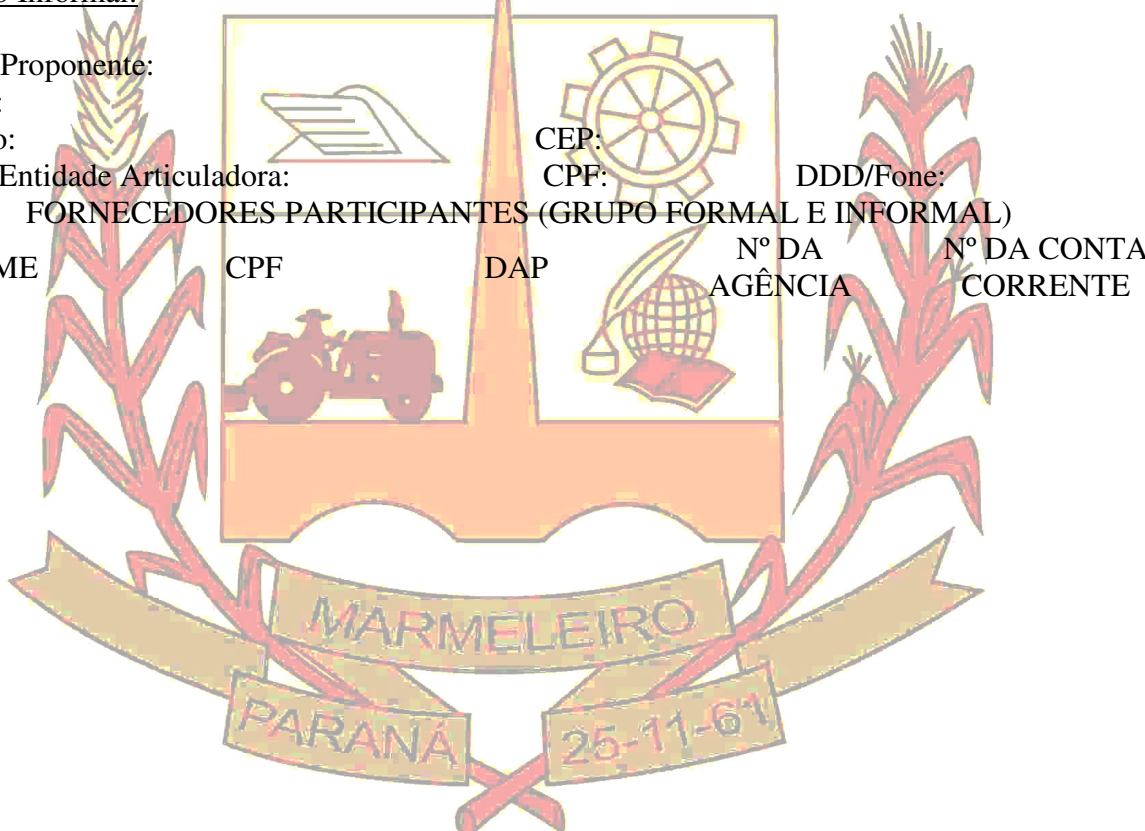 o Informal:
Proponente:
:
o: CEP:
Entidade Articuladora: CPF: DDD/Fone:
FORNECEDORES PARTICIPANTES (GRUPO FORMAL E INFORMAL)
ME CPF DAP Nº DA AGÊNCIA Nº DA CONTA CORRENTE
MARMELEIRO
PARANÁ 25-11-61